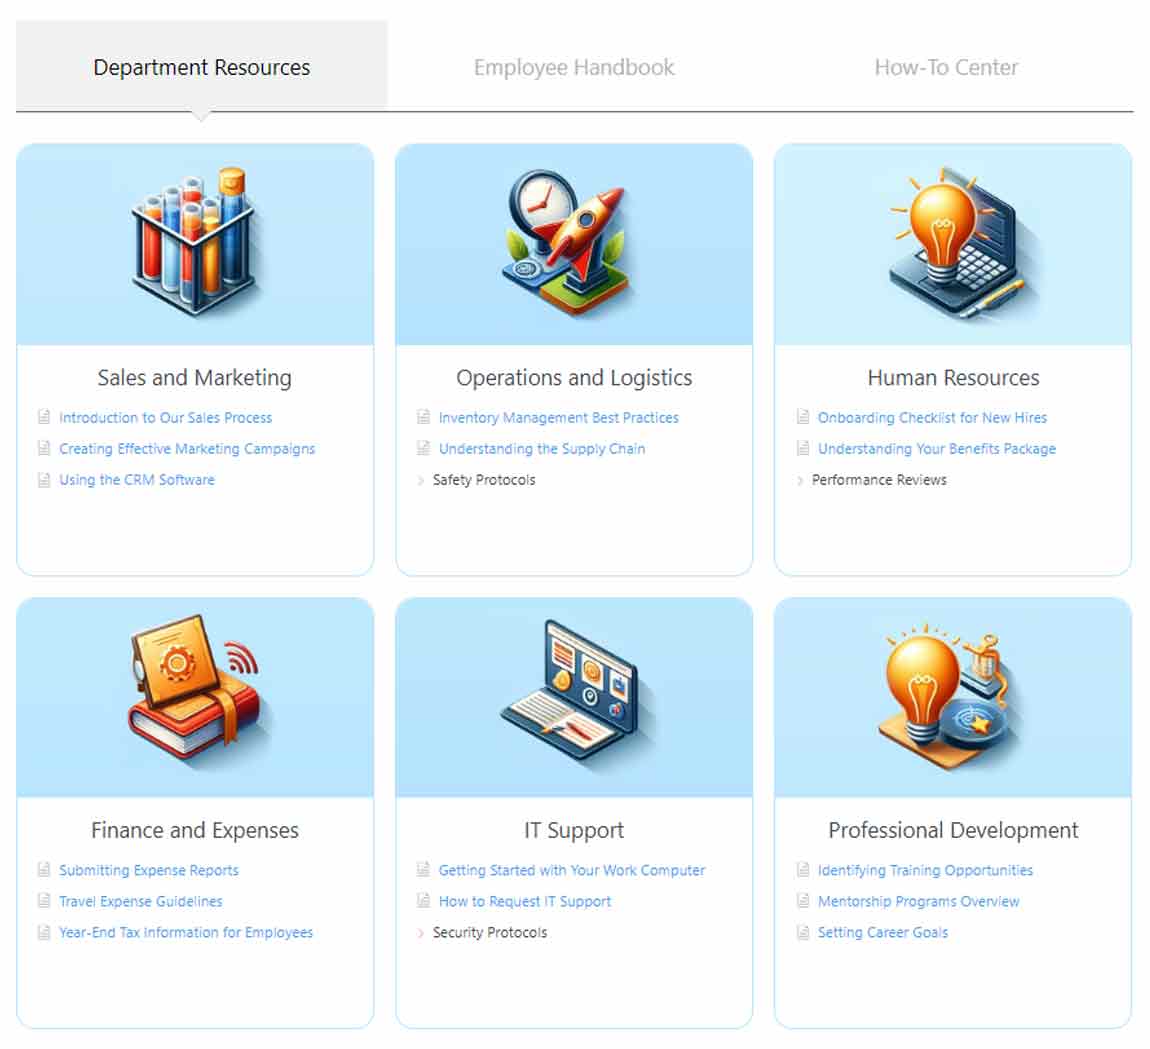 Department Resources
Employee Handbook
How-To Center
Sales and Marketing
Introduction to Our Sales Process
Creating Effective Marketing Campaigns
Using the CRM Software
Operations and Logistics
Inventory Management Best Practices
Understanding the Supply Chain
Safety Protocols
Human Resources
Onboarding Checklist for New Hires
Understanding Your Benefits Package
Performance Reviews
Finance and Expenses
Submitting Expense Reports
Travel Expense Guidelines
Year-End Tax Information for Employees
IT Support
Getting Started with Your Work Computer
How to Request IT Support
Security Protocols
Professional Development
Identifying Training Opportunities
Mentorship Programs Overview
Setting Career Goals